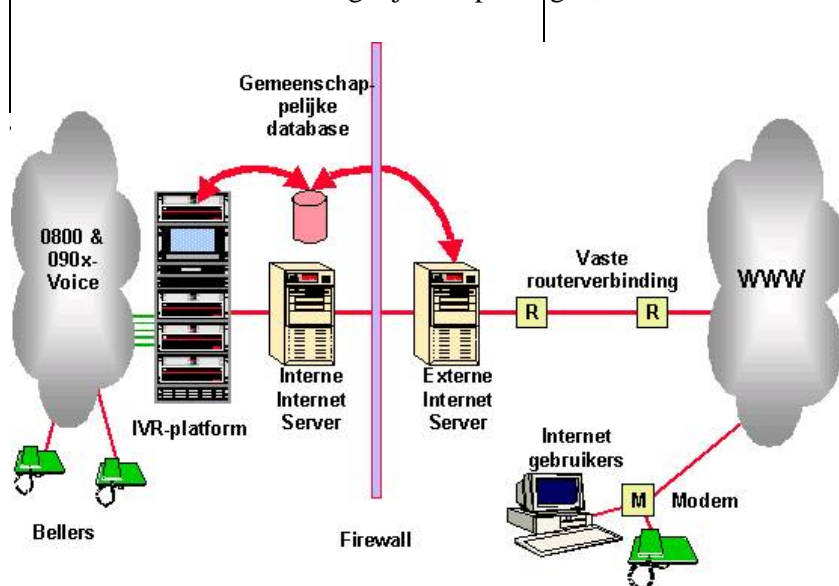 Gemeenschap-
pelijke
database
0800 &
090x-
Voice
Vaste
routerverbinding
WWW
R
R
Interne
Internet
Server
Externe
Internet
Server
IVR-platform
Internet
gebruikers
M
Modem
Bellers
Firewall